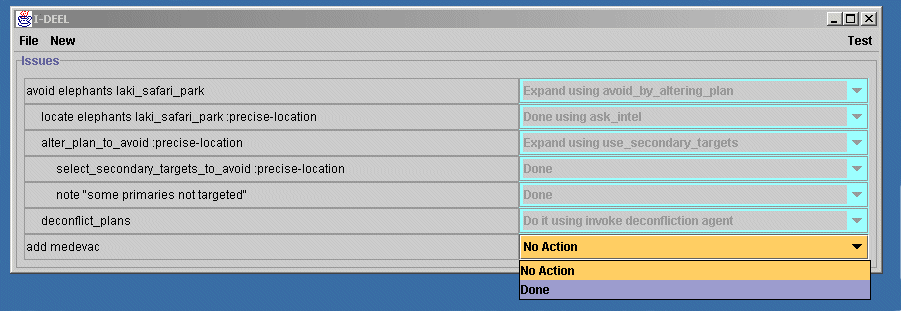 I-DEEL
File New Test
Issues
avoid elephants laki_safari_park Expand using avoid_by_altering_plan
locate elephants laki_safari_park :precise-location Done using ask_intel
alter_plan_to_avoid :precise-location Expand using use_secondary_targets
select_secondary_targets_to_avoid :precise-location Done
note "some primaries not targeted" Done
deconflict_plans Do it using invoke deconfliction agent
add medevac No Action
No Action
Done